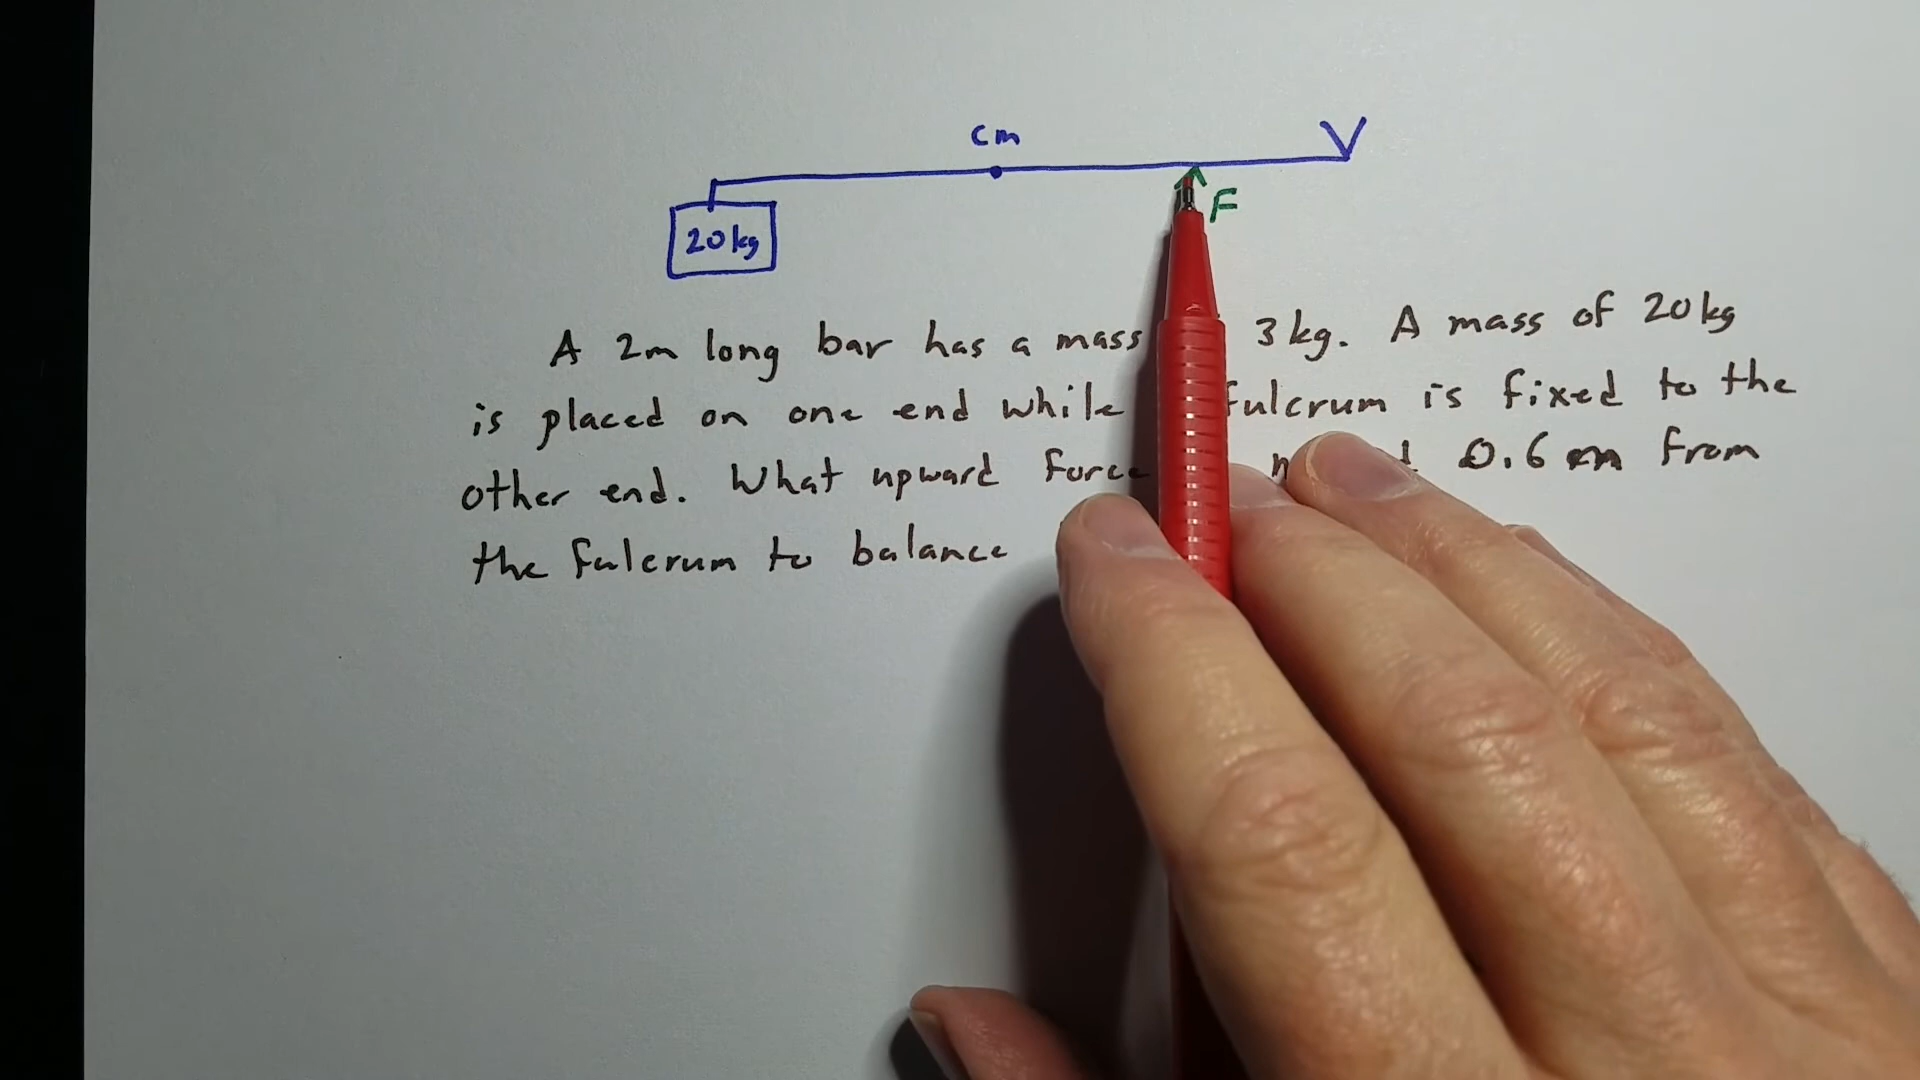 cm
F
20kg
A 2m long bar has a mass 3kg. A mass of 20kg
is placed on one end while fulcrum is fixed to the
other end. What upward force 0.6 m from
the fulcrum to balance